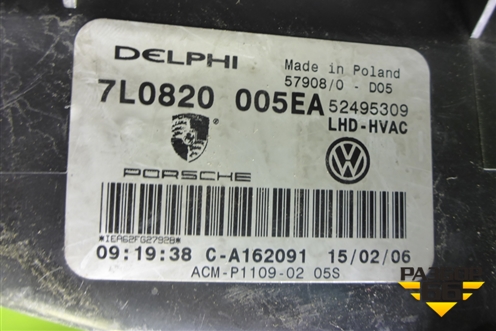 DELPHI
Made in Poland
57908/0 - D05
7L0820 005EA 52495309
LHD-HVAC
®
PORSCHE
*IEA62FG2792B*
09:19:38 C-A162091 15/02/06
ACM-P1109-02 05S